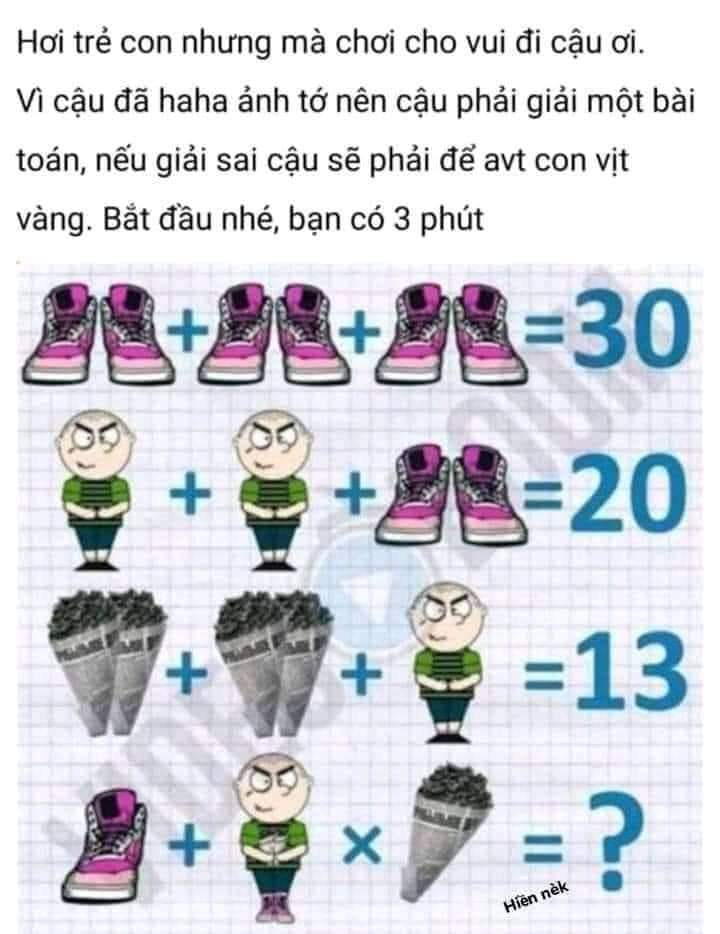 Hơi trẻ con nhưng mà chơi cho vui đi cậu ơi.
Vì cậu đã haha ảnh tớ nên cậu phải giải một bài
toán, nếu giải sai cậu sẽ phải để avt con vịt
vàng. Bắt đầu nhé, bạn có 3 phút
+ + =30
+ + =20
+ + =13
+ × = ?
Hiền nèk